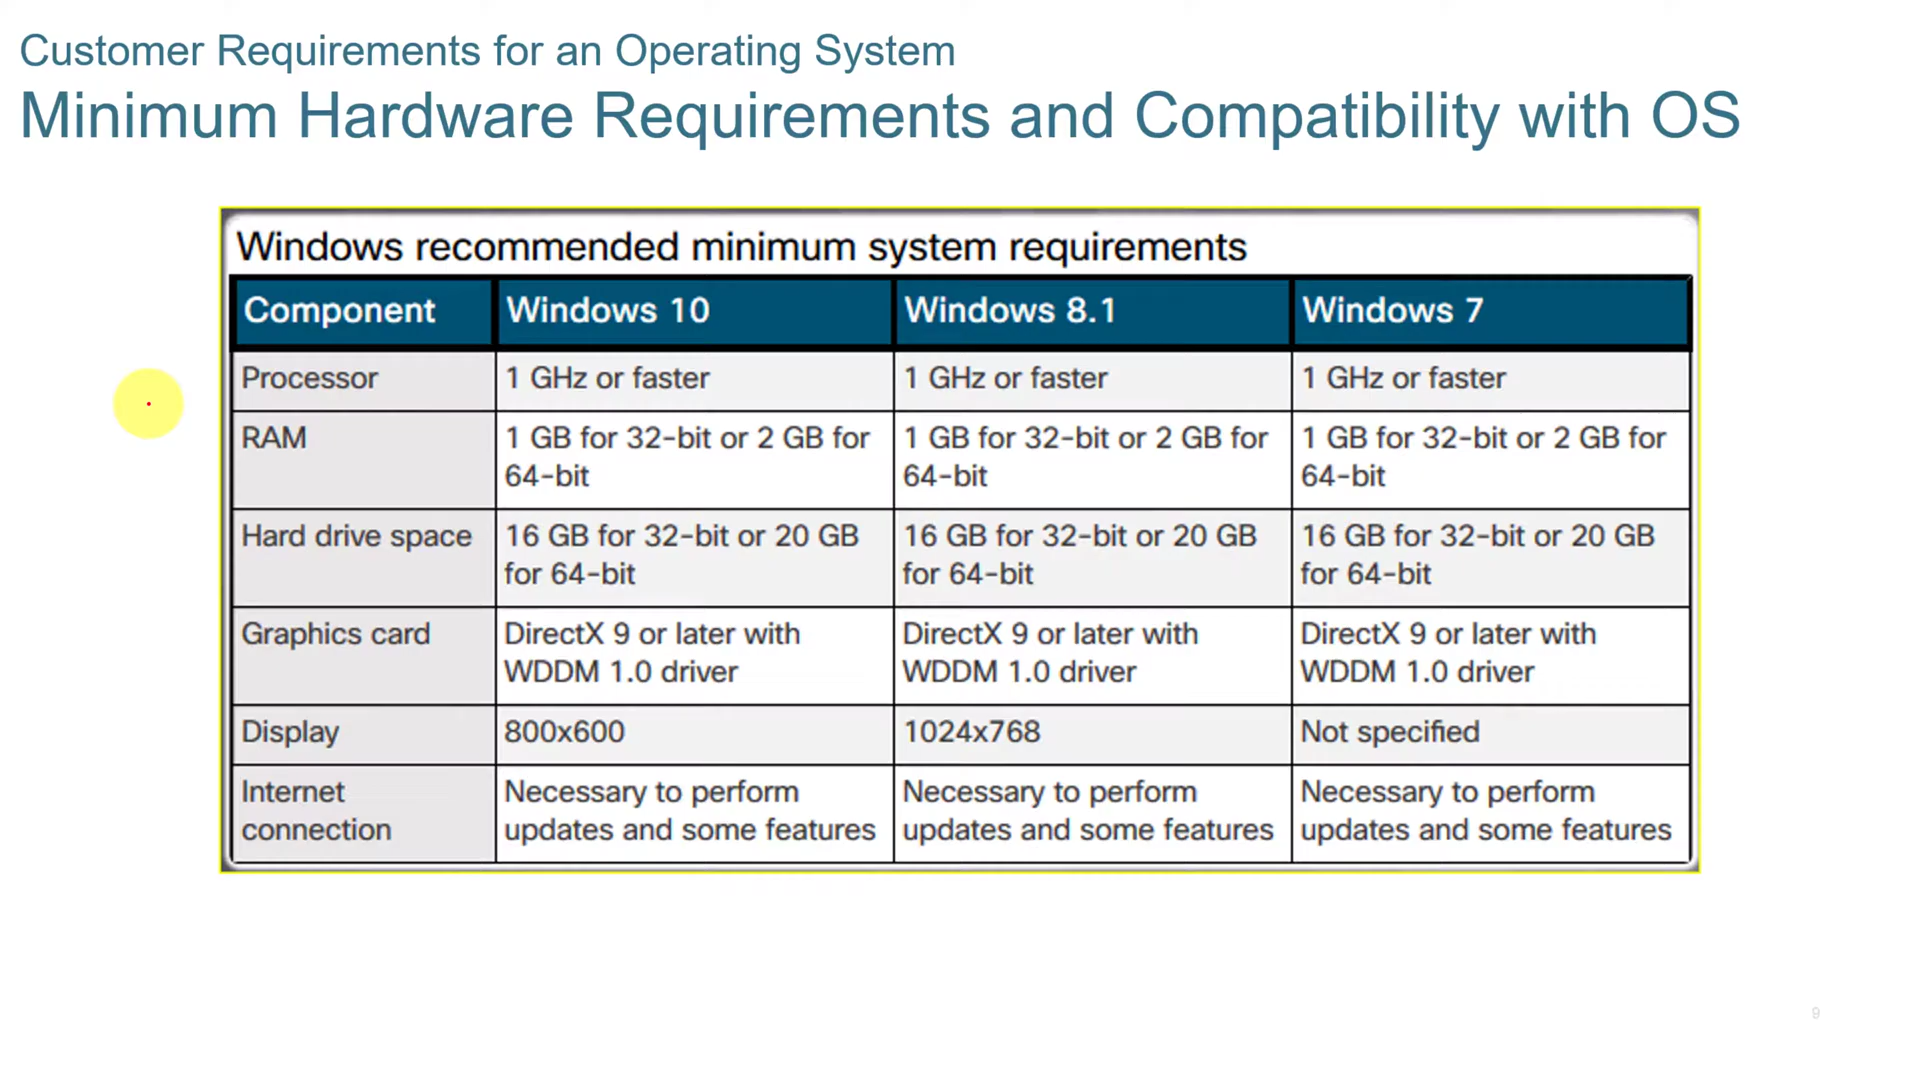 Customer Requirements for an Operating System
Minimum Hardware Requirements and Compatibility with OS
Windows recommended minimum system requirements
Component Windows 10 Windows 8.1 Windows 7
Processor 1 GHz or faster 1 GHz or faster 1 GHz or faster
RAM 1 GB for 32-bit or 2 GB for 1 GB for 32-bit or 2 GB for 1 GB for 32-bit or 2 GB for
64-bit 64-bit 64-bit
Hard drive space 16 GB for 32-bit or 20 GB 16 GB for 32-bit or 20 GB 16 GB for 32-bit or 20 GB
for 64-bit for 64-bit for 64-bit
Graphics card DirectX 9 or later with DirectX 9 or later with DirectX 9 or later with
WDDM 1.0 driver WDDM 1.0 driver WDDM 1.0 driver
Display 800x600 1024x768 Not specified
Internet Necessary to perform Necessary to perform Necessary to perform
connection updates and some features updates and some features updates and some features
9